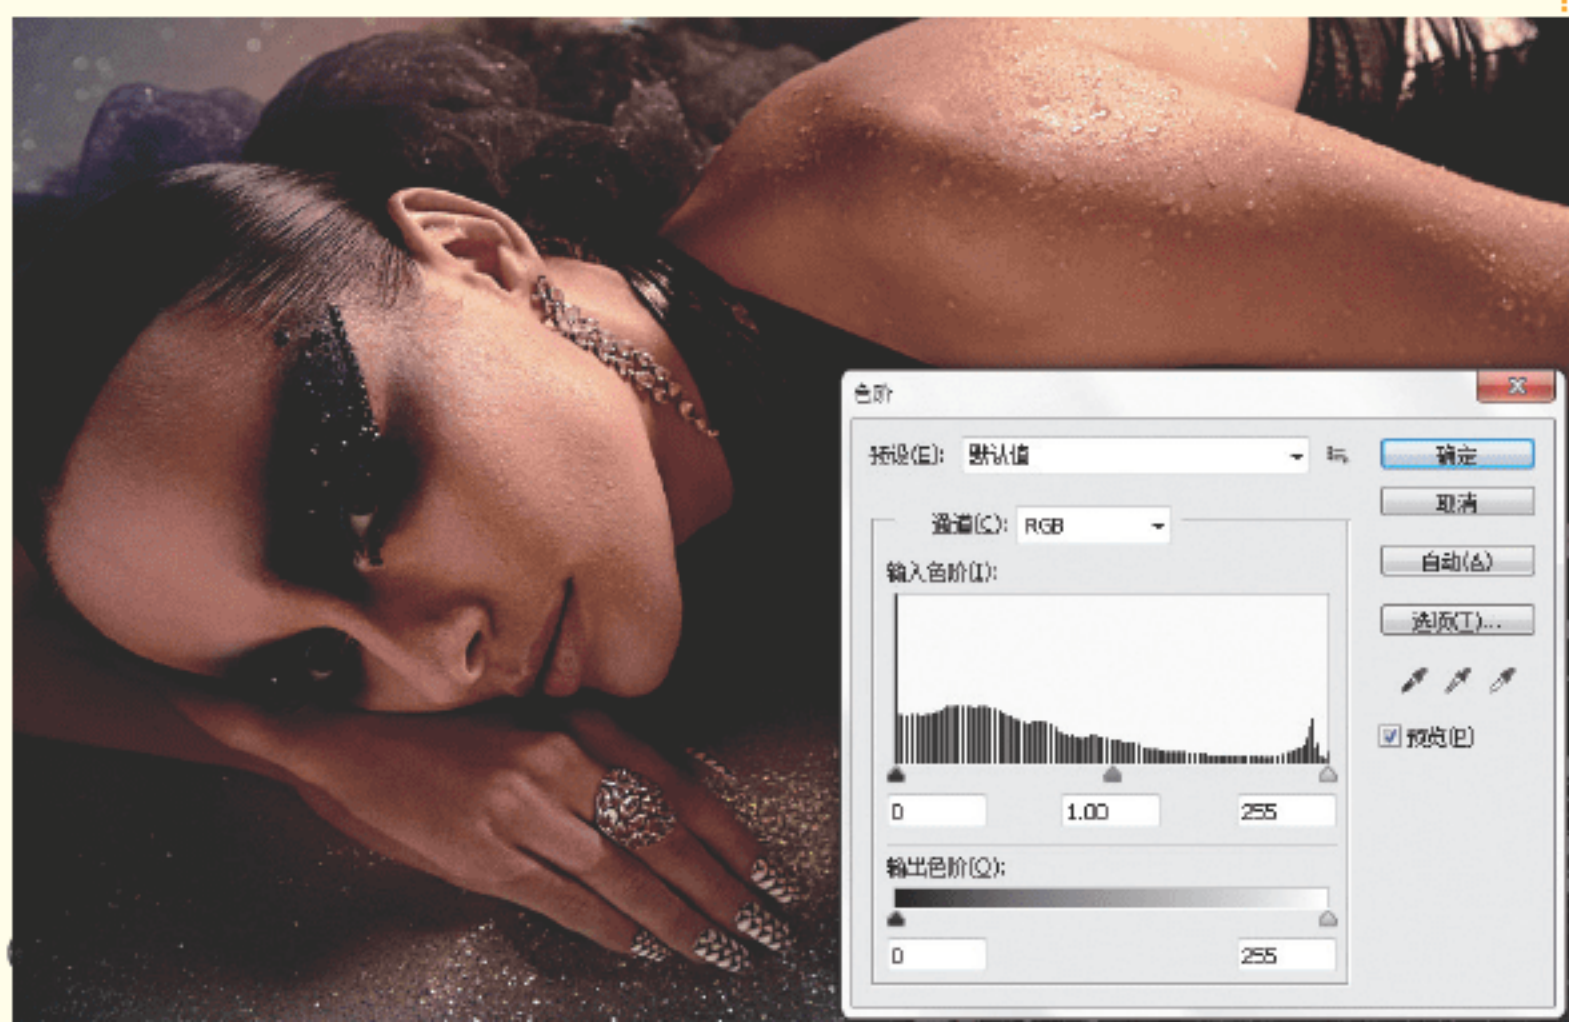 色阶
预设(E): 默认值
确定
取消
通道(C): RGB
自动(A)
输入色阶(I):
选项(T)...
预览(P)
0 1.00 255
输出色阶(O):
0 255